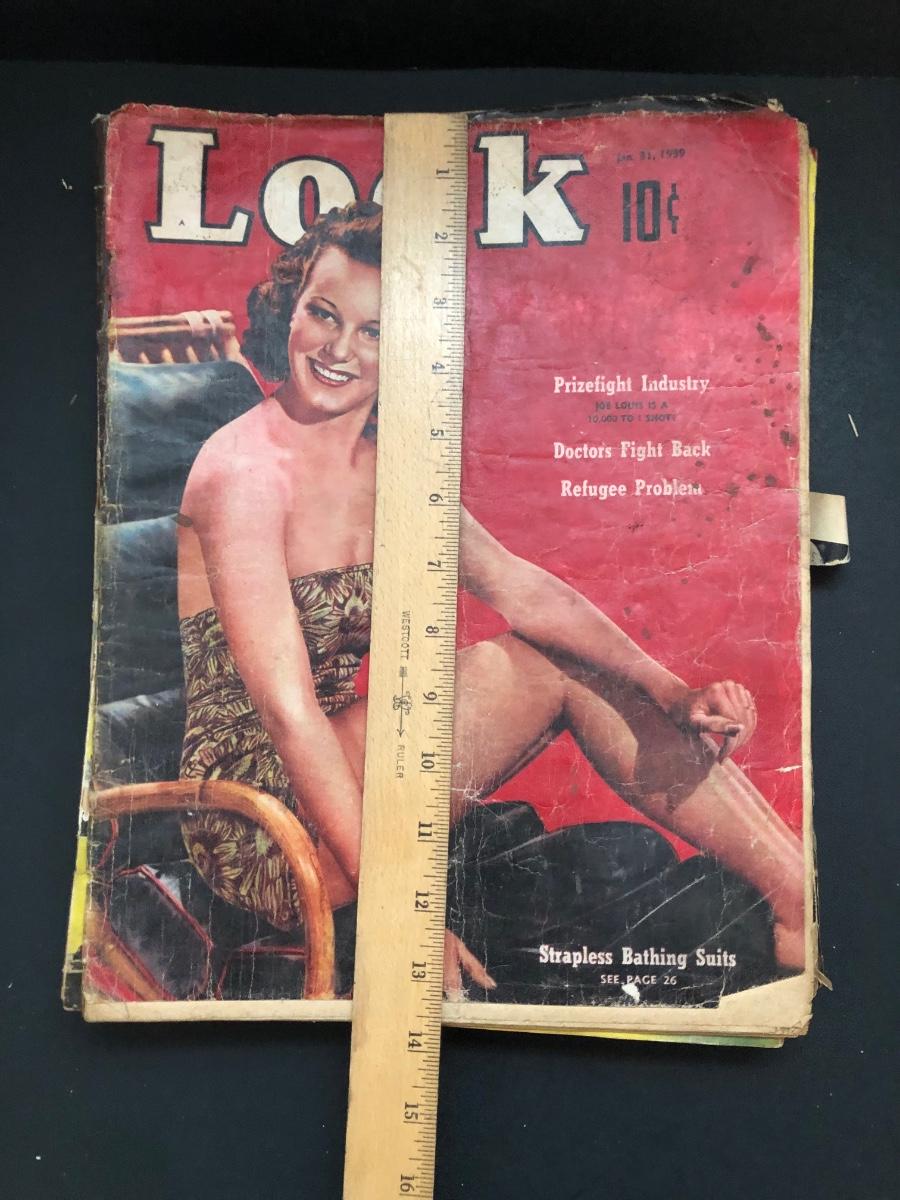 Lo k
Jan. 31, 1939
10¢
Prizefight Industry
JOE LOUIS IS A
10,000 TO 1 SHOT?
Doctors Fight Back
Refugee Problem
Strapless Bathing Suits
SEE PAGE 26
1
2
3
4
5
6
7
8
9
10
11
12
13
14
15
16
WESTCOTT RULER